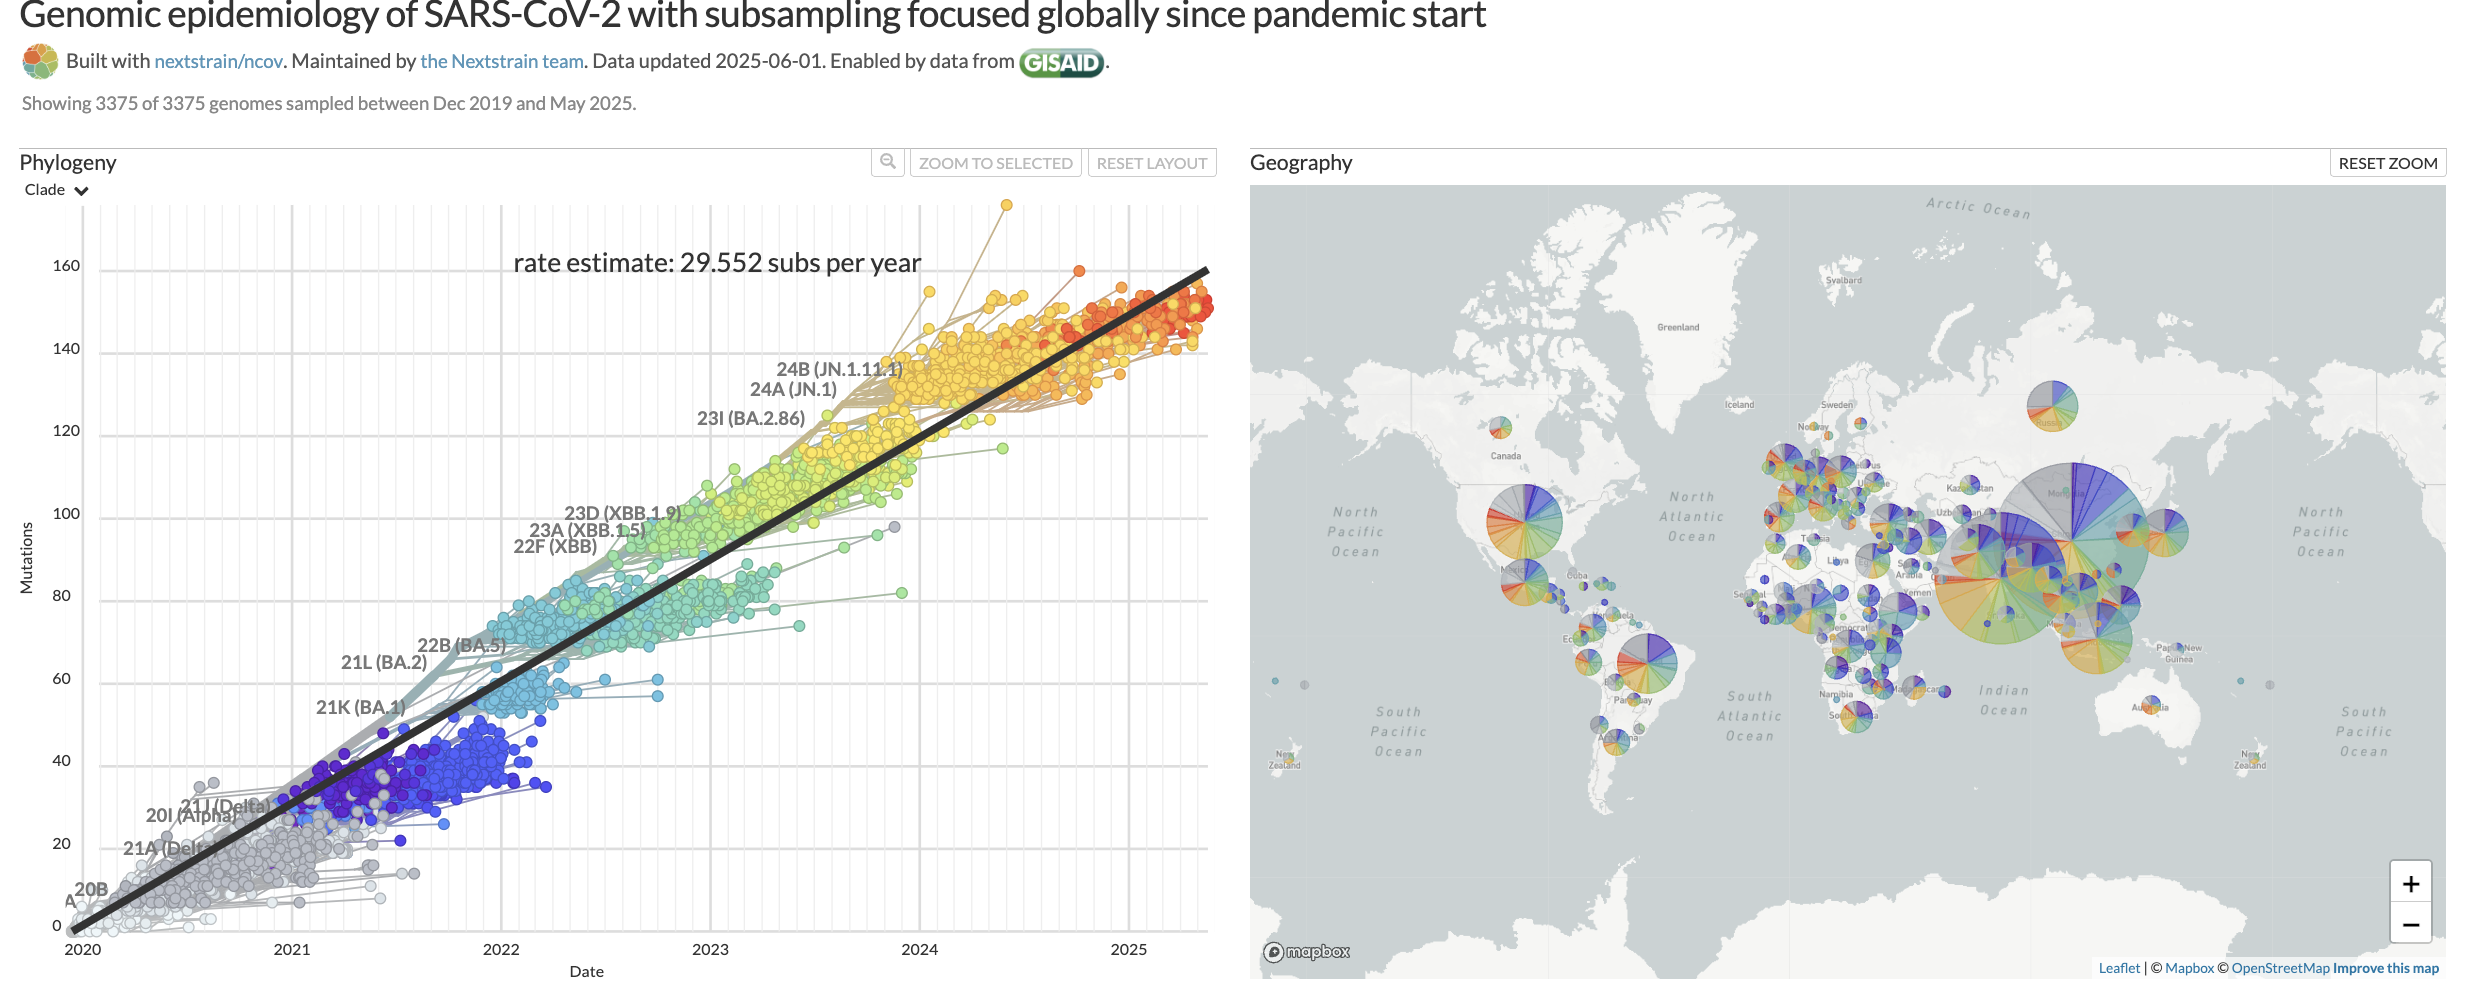 Genomic epidemiology of SARS-CoV-2 with subsampling focused globally since pandemic start
Built with nextstrain/ncov. Maintained by the Nextstrain team. Data updated 2025-06-01. Enabled by data from GISAID.
Showing 3375 of 3375 genomes sampled between Dec 2019 and May 2025.
Phylogeny
ZOOM TO SELECTED
RESET LAYOUT
Clade
rate estimate: 29.552 subs per year
160
140
120
100
80
60
40
20
0
Mutations
24B (JN.1.11.1)
24A (JN.1)
23I (BA.2.86)
23D (XBB.1.9)
23A (XBB.1.5)
22F (XBB)
22B (BA.5)
21L (BA.2)
21K (BA.1)
21J (Delta)
20I (Alpha)
21A (Delta)
20B
A
2020
2021
2022
2023
2024
2025
Date
Geography
RESET ZOOM
Arctic Ocean
Svalbard
Greenland
Iceland
Sweden
Norway
Russia
Canada
North
Pacific
Ocean
North
Atlantic
Ocean
North
Pacific
Ocean
Cuba
Libya
Arabia
Yemen
Papua New
Guinea
Namibia
Paraguay
Argentina
Madagascar
Australia
South
Pacific
Ocean
South
Atlantic
Ocean
Indian
Ocean
South
Pacific
Ocean
New
Zealand
New
Zealand
+
−
mapbox
Leaflet | © Mapbox © OpenStreetMap Improve this map